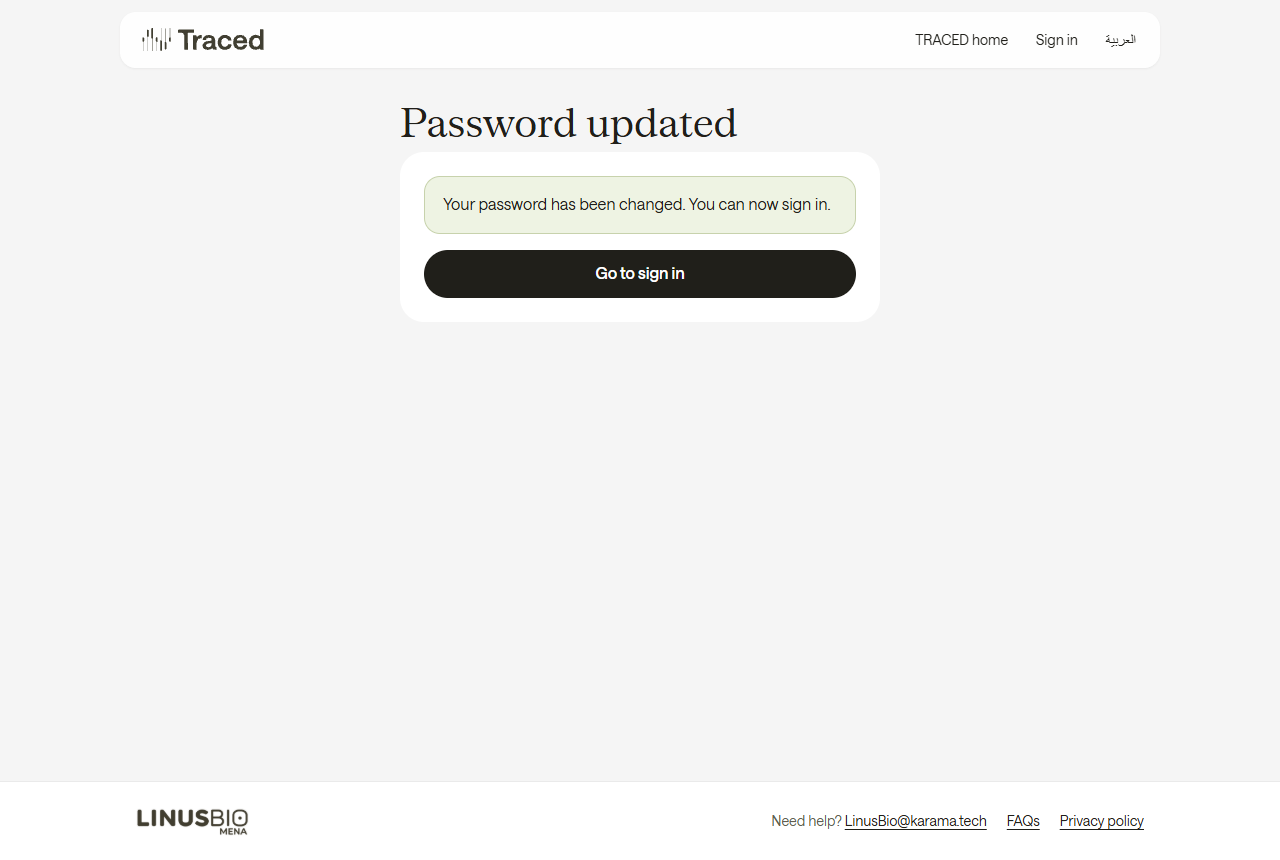 Traced
TRACED home
Sign in
العربية
Password updated
Your password has been changed. You can now sign in.
Go to sign in
LINUSBIO
MENA
Need help? LinusBio@karama.tech
FAQs
Privacy policy